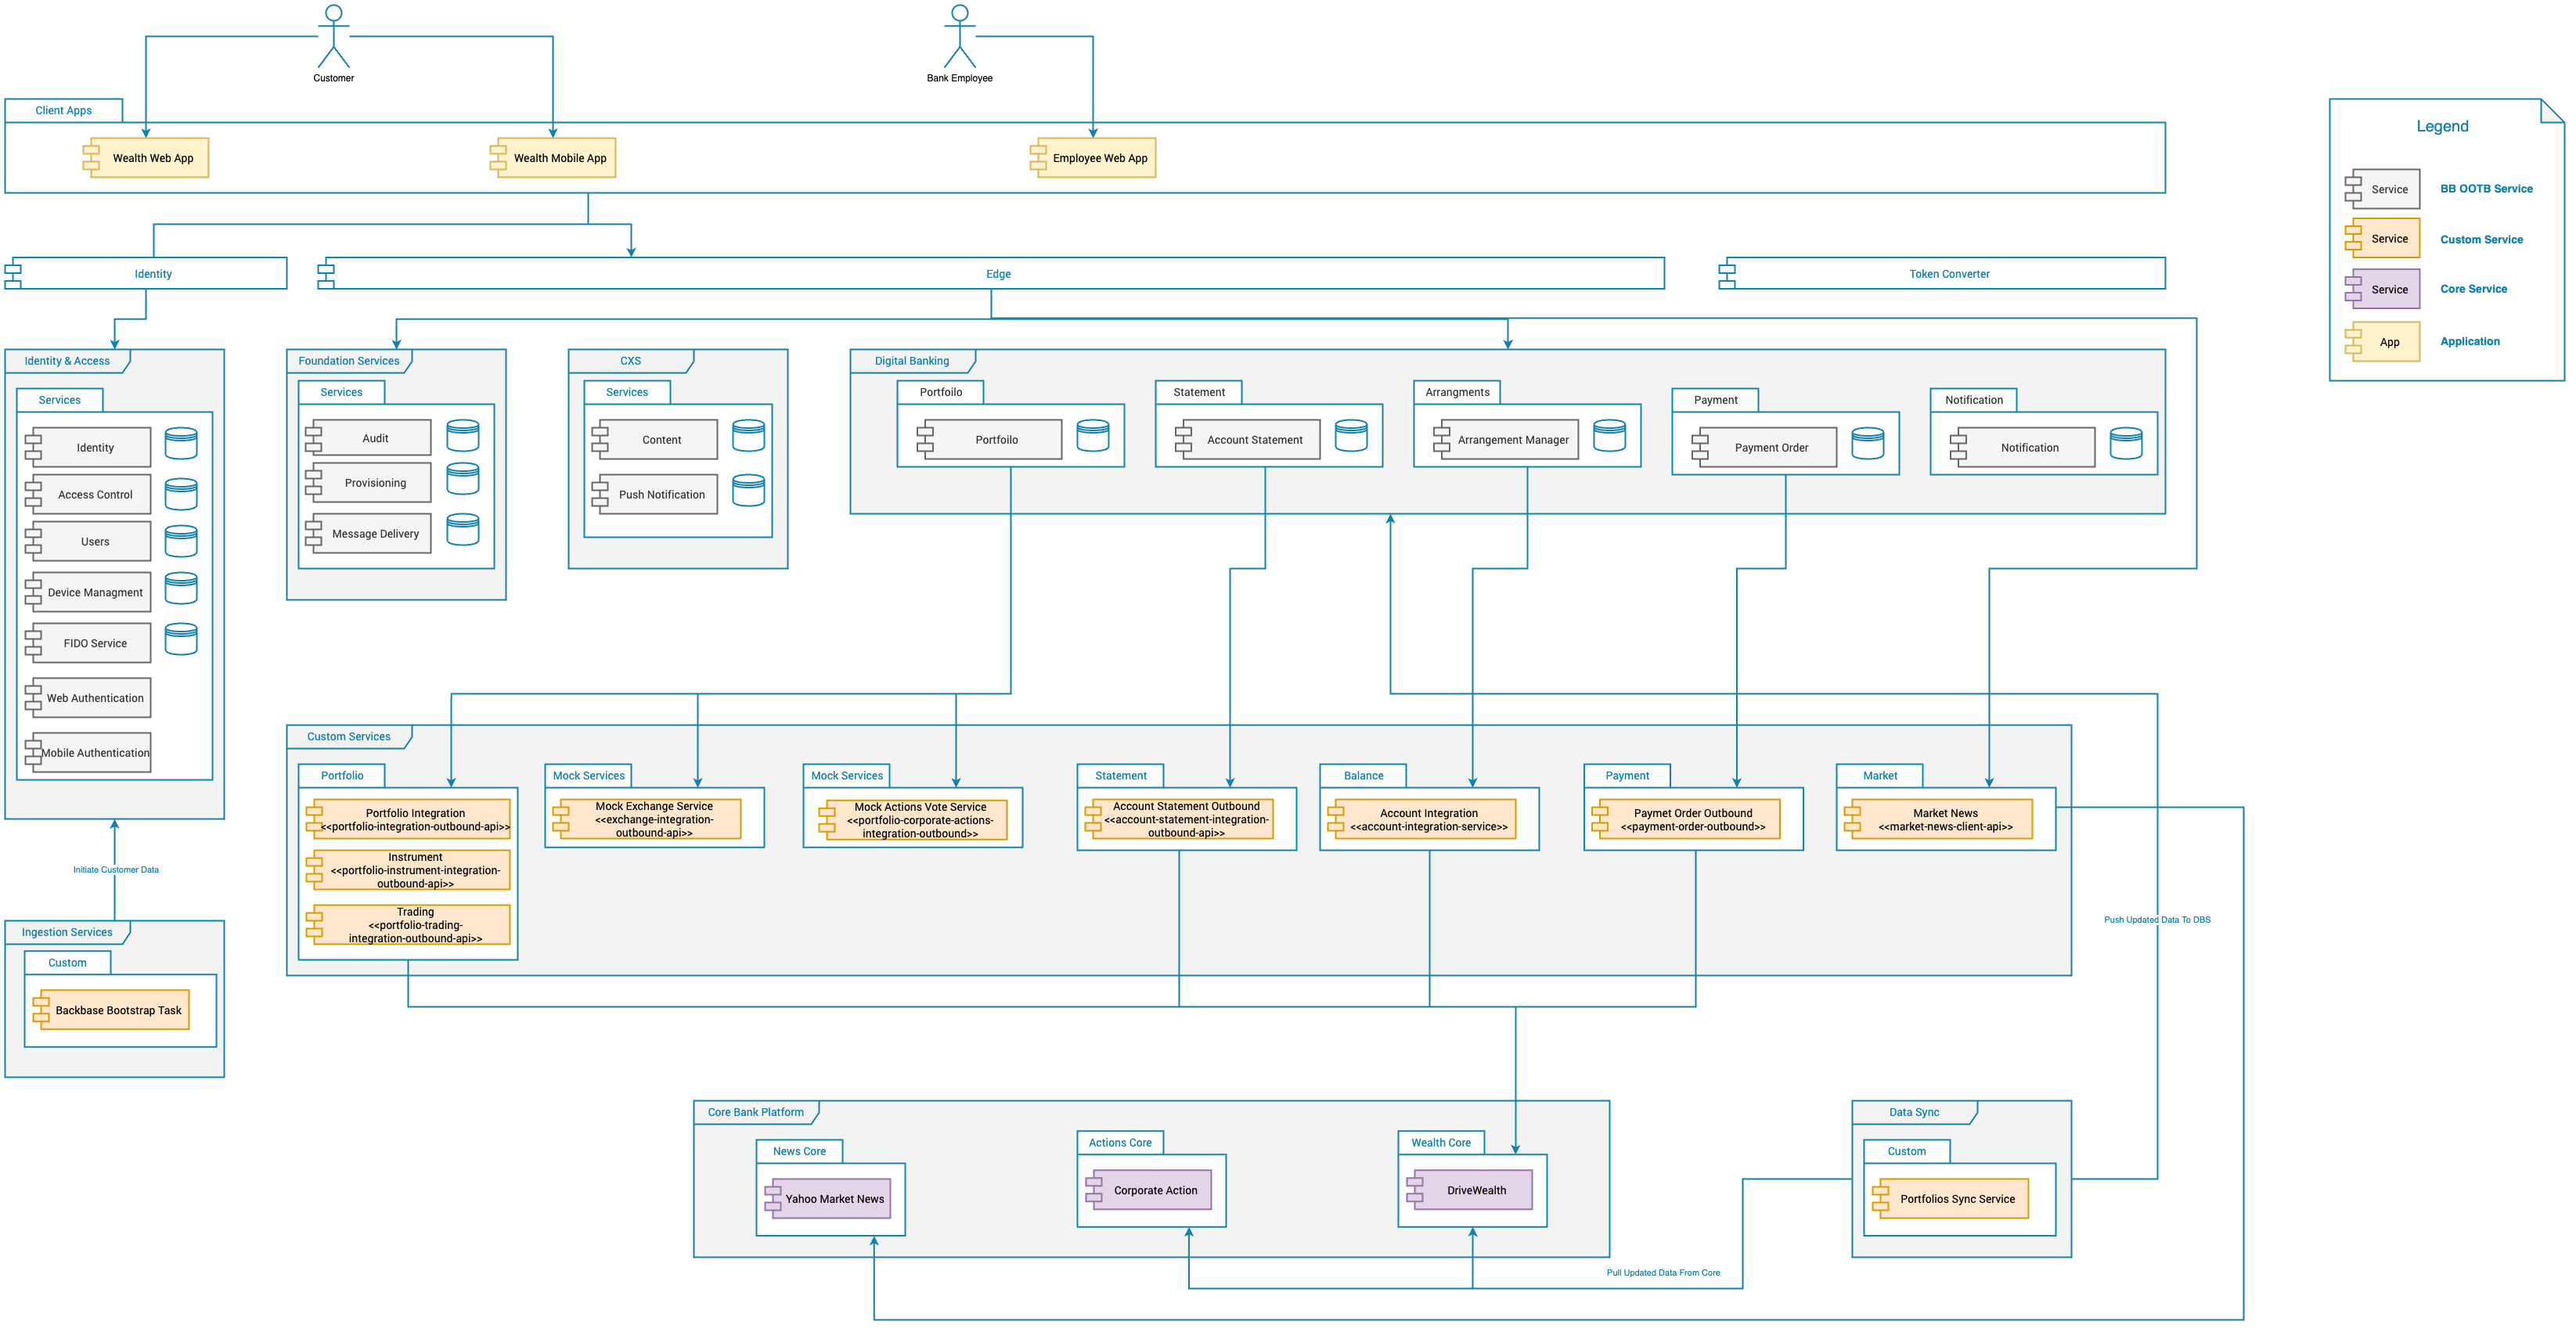 Customer
Bank Employee
Client Apps
Wealth Web App
Wealth Mobile App
Employee Web App
Legend
Service
BB OOTB Service
Service
Custom Service
Service
Core Service
App
Application
Identity
Edge
Token Converter
Identity & Access
Services
Identity
Access Control
Users
Device Managment
FIDO Service
Web Authentication
Mobile Authentication
Foundation Services
Services
Audit
Provisioning
Message Delivery
CXS
Services
Content
Push Notification
Digital Banking
Portfoilo
Portfoilo
Statement
Account Statement
Arrangments
Arrangement Manager
Payment
Payment Order
Notification
Notification
Custom Services
Portfolio
Portfolio Integration
<<portfolio-integration-outbound-api>>
Instrument
<<portfolio-instrument-integration-
outbound-api>>
Trading
<<portfolio-trading-
integration-outbound-api>>
Mock Services
Mock Exchange Service
<<exchange-integration-
outbound-api>>
Mock Services
Mock Actions Vote Service
<<portfolio-corporate-actions-
integration-outbound>>
Statement
Account Statement Outbound
<<account-statement-integration-
outbound-api>>
Balance
Account Integration
<<account-integration-service>>
Payment
Paymet Order Outbound
<<payment-order-outbound>>
Market
Market News
<<market-news-client-api>>
Initiate Customer Data
Push Updated Data To DBS
Ingestion Services
Custom
Backbase Bootstrap Task
Core Bank Platform
News Core
Yahoo Market News
Actions Core
Corporate Action
Wealth Core
DriveWealth
Data Sync
Custom
Portfolios Sync Service
Pull Updated Data From Core